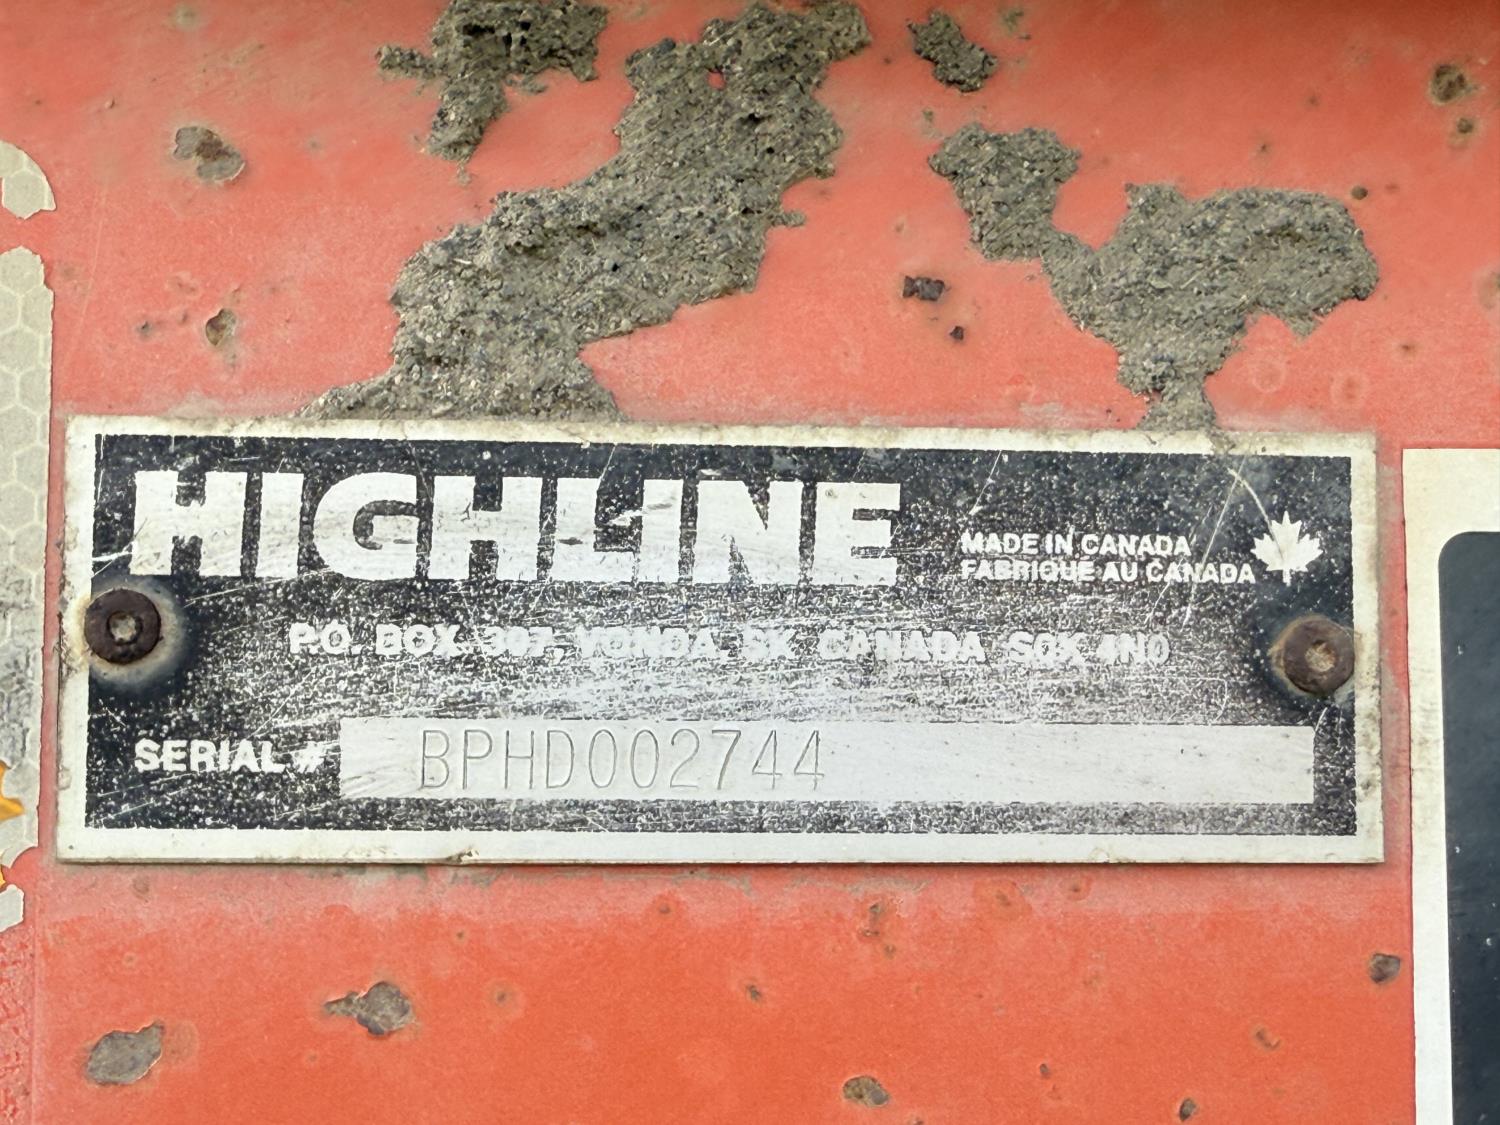 HIGHLINE
MADE IN CANADA
FABRIQUE AU CANADA
P.O. BOX 307, VONDA, SK CANADA S0K 4N0
SERIAL #
BPHD002744